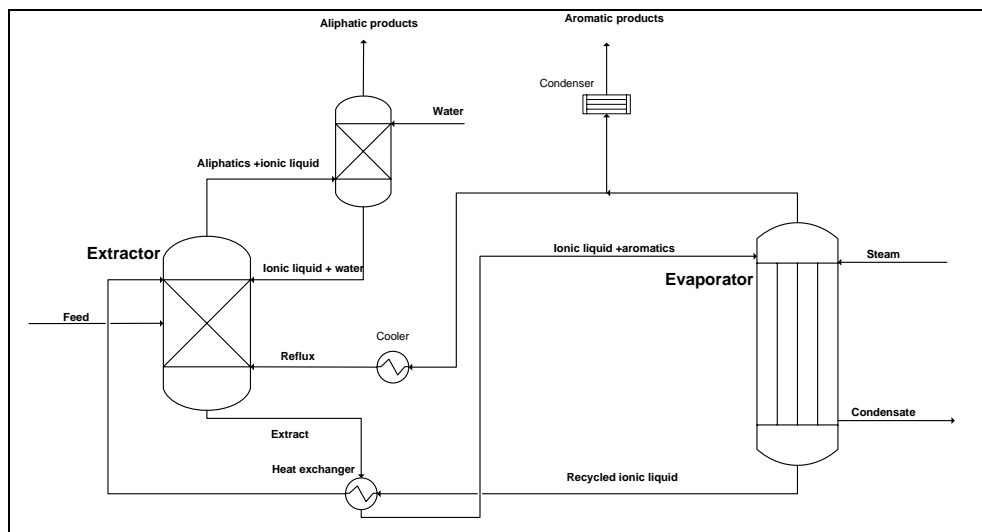 Aliphatic products
Aromatic products
Condenser
Water
Aliphatics +ionic liquid
Extractor
Ionic liquid + water
Ionic liquid +aromatics
Steam
Evaporator
Feed
Cooler
Reflux
Condensate
Extract
Heat exchanger
Recycled ionic liquid